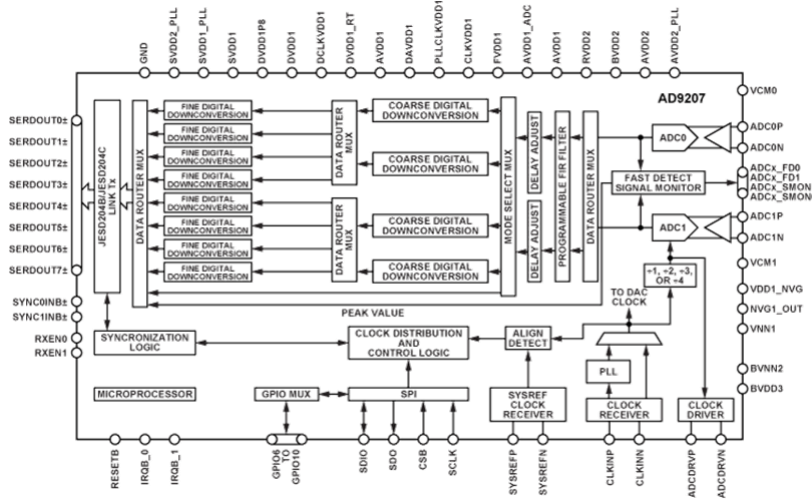 GND
SVDD2_PLL
SVDD1_PLL
SVDD1
DVDD1P8
DVDD1
DCLKVDD1
DVDD1_RT
AVDD1
DAVDD1
PLLCLKVDD1
CLKVDD1
FVDD1
AVDD1_ADC
RVDD2
BVDD2
AVDD2
AVDD2_PLL
AD9207
SERDOUT0±
SERDOUT1±
SERDOUT2±
SERDOUT3±
SERDOUT4±
SERDOUT5±
SERDOUT6±
SERDOUT7±
SYNC0INB±
SYNC1INB±
RXEN0
RXEN1
JESD204B/JESD204C
LINK Tx
DATA ROUTER MUX
FINE DIGITAL
DOWNCONVERSION
FINE DIGITAL
DOWNCONVERSION
FINE DIGITAL
DOWNCONVERSION
FINE DIGITAL
DOWNCONVERSION
FINE DIGITAL
DOWNCONVERSION
FINE DIGITAL
DOWNCONVERSION
FINE DIGITAL
DOWNCONVERSION
FINE DIGITAL
DOWNCONVERSION
DATA ROUTER
MUX
DATA ROUTER
MUX
COARSE DIGITAL
DOWNCONVERSION
COARSE DIGITAL
DOWNCONVERSION
COARSE DIGITAL
DOWNCONVERSION
COARSE DIGITAL
DOWNCONVERSION
MODE SELECT MUX
DELAY ADJUST
DELAY ADJUST
PROGRAMMABLE FIR FILTER
DATA ROUTER MUX
ADC0
FAST DETECT
SIGNAL MONITOR
ADC1
÷1, ÷2, ÷3,
OR ÷4
VCM0
ADC0P
ADC0N
ADCx_FD0
ADCx_FD1
ADCx_SMON
ADCx_SMON
ADC1P
ADC1N
VCM1
VDD1_NVG
NVG1_OUT
VNN1
BVNN2
BVDD3
TO DAC
CLOCK
PEAK VALUE
SYNCRONIZATION
LOGIC
CLOCK DISTRIBUTION
AND
CONTROL LOGIC
ALIGN
DETECT
PLL
MICROPROCESSOR
GPIO MUX
SPI
SYSREF
CLOCK
RECEIVER
CLOCK
RECEIVER
CLOCK
DRIVER
RESETB
IRQB_0
IRQB_1
GPIO6
TO
GPIO10
SDIO
SDO
CSB
SCLK
SYSREFP
SYSREFN
CLKINP
CLKINN
ADCDRVP
ADCDRVN